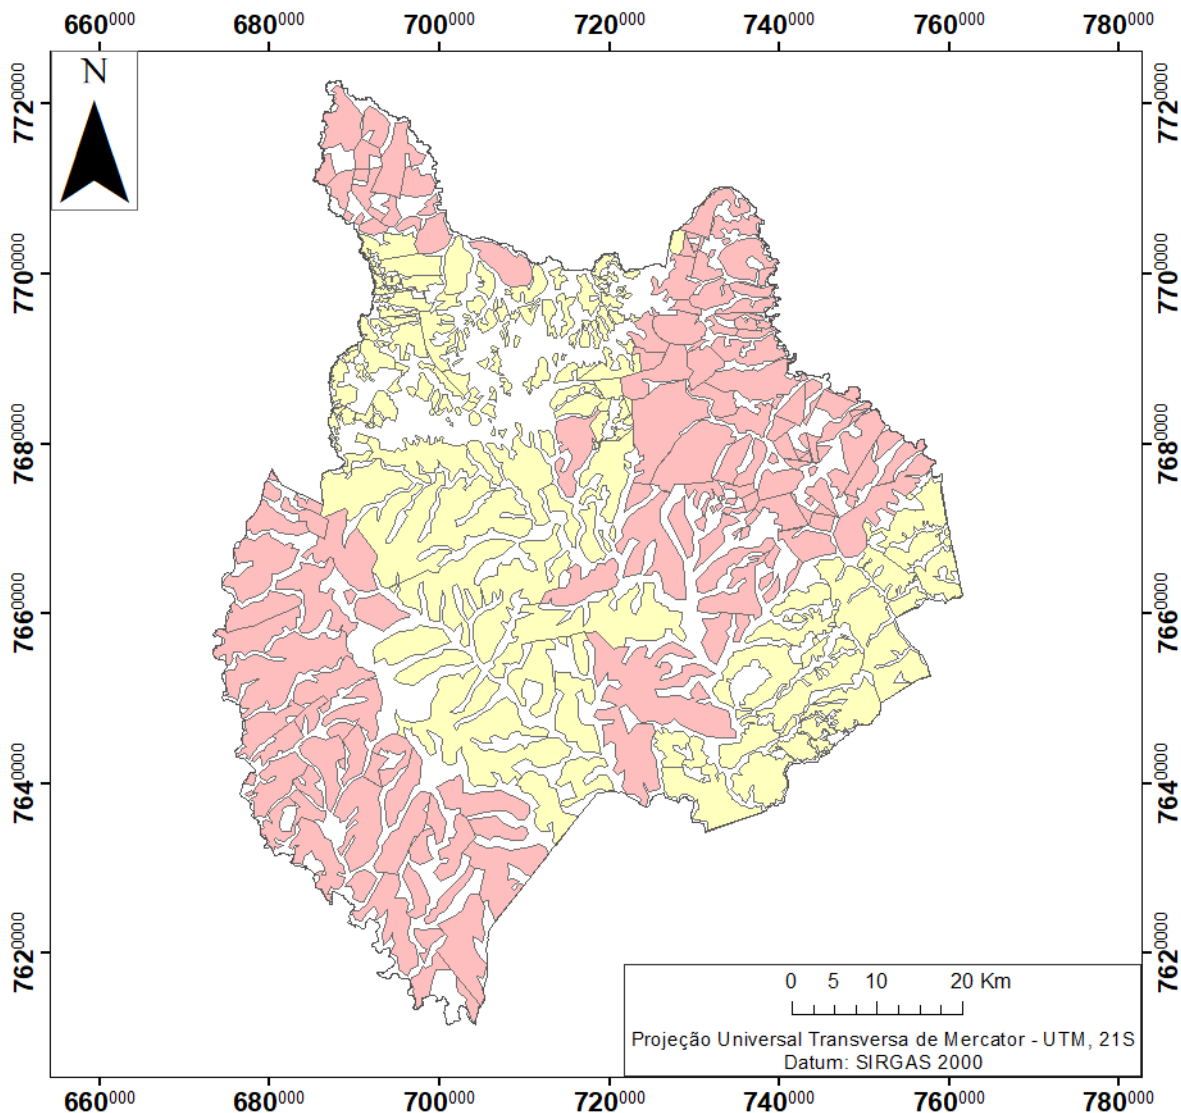 660000 680000 700000 720000 740000 760000 780000
N
7720000 7720000
7700000 7700000
7680000 7680000
7660000 7660000
7640000 7640000
7620000 7620000
0 5 10 20 Km
Projeção Universal Transversa de Mercator - UTM, 21S
Datum: SIRGAS 2000
660000 680000 700000 720000 740000 760000 780000